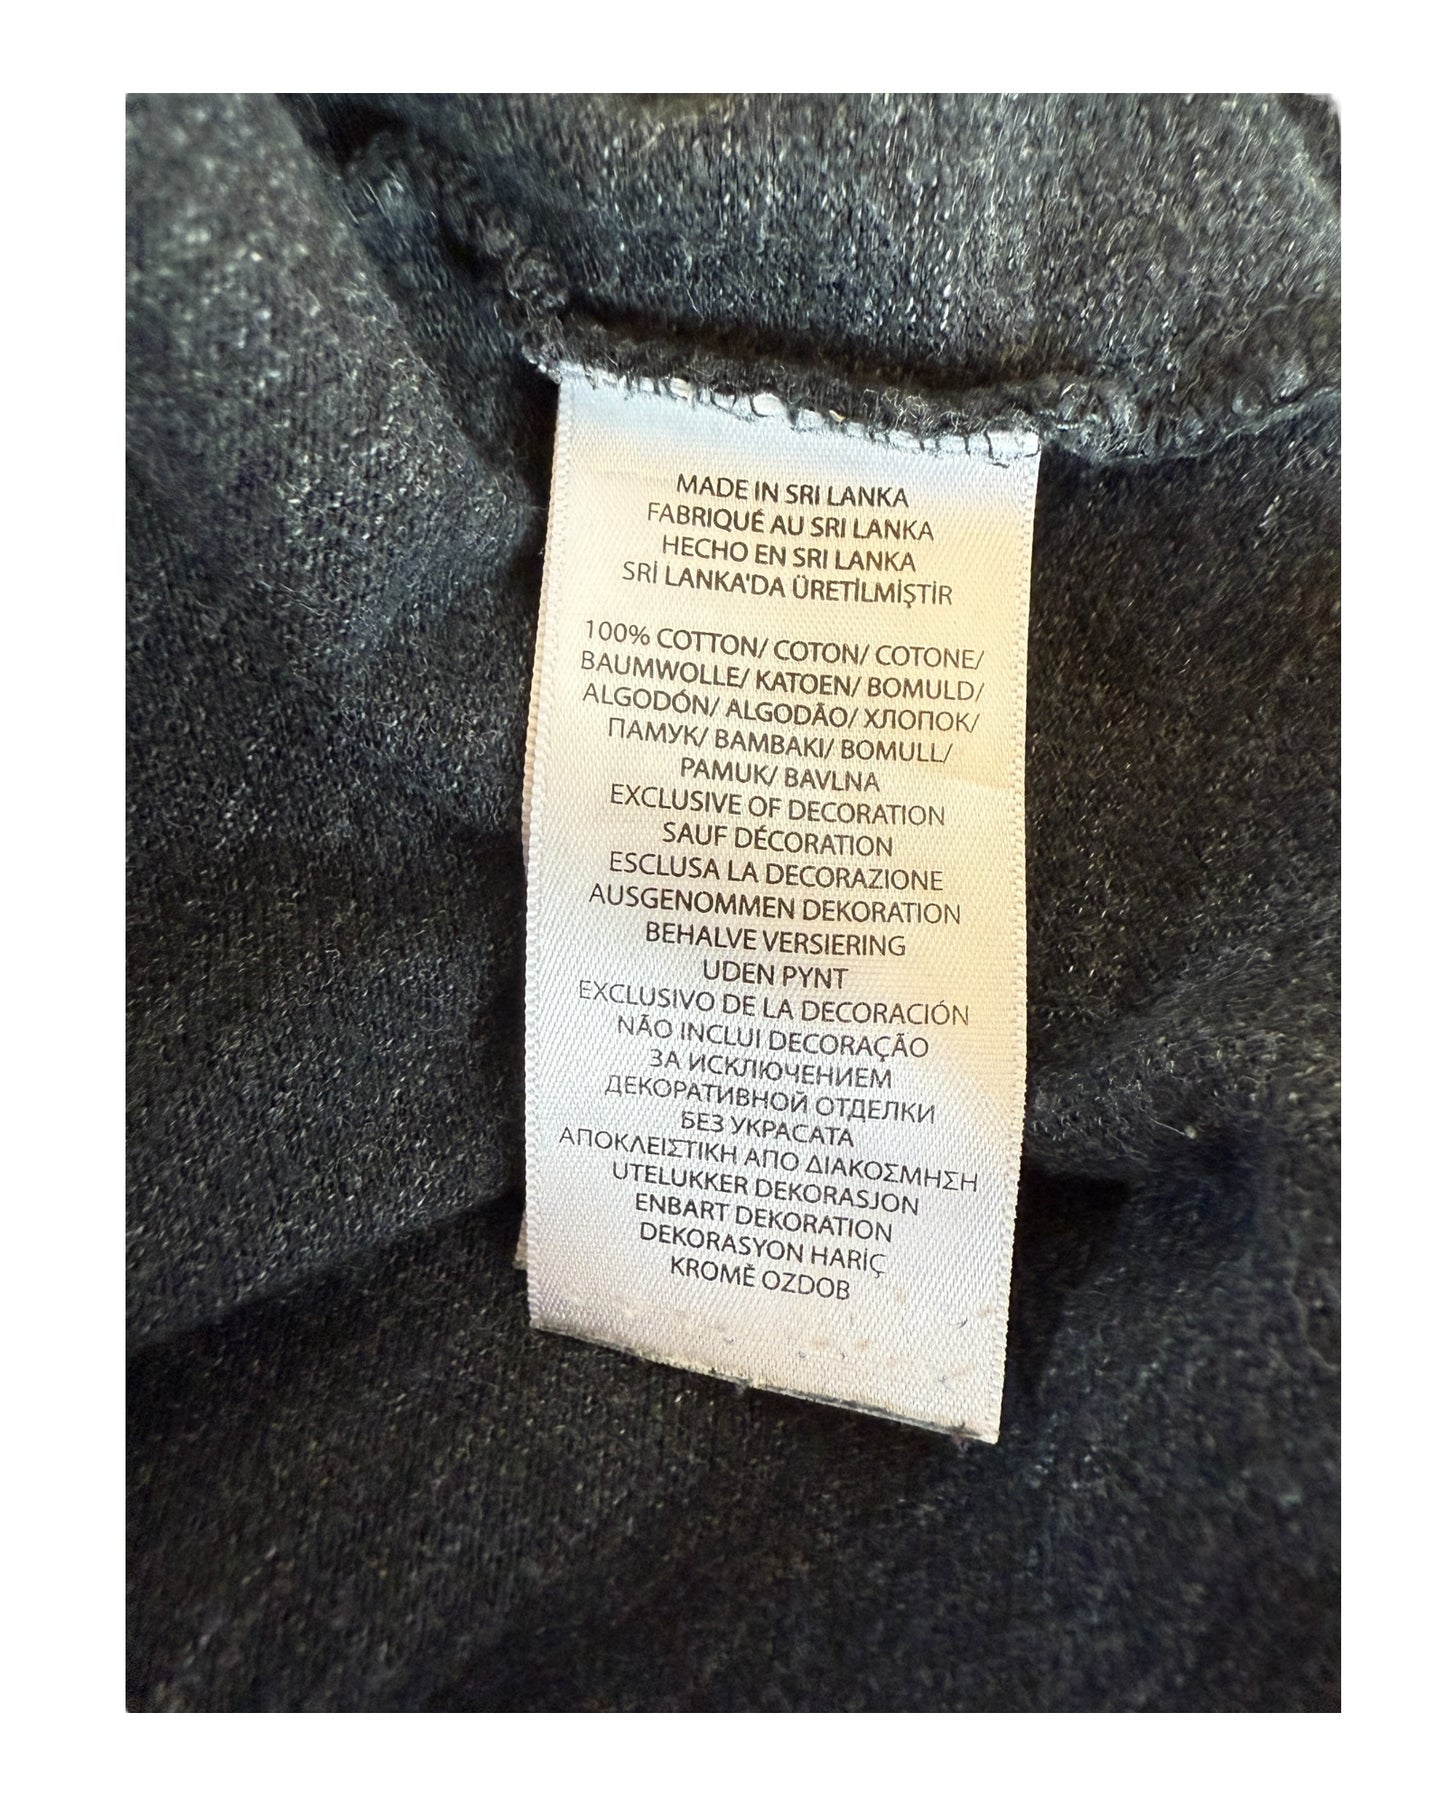 MADE IN SRI LANKA
FABRIQUÉ AU SRI LANKA
HECHO EN SRI LANKA
SRİ LANKA'DA ÜRETİLMİŞTİR
100% COTTON/ COTON/ COTONE/
BAUMWOLLE/ KATOEN/ BOMULD/
ALGODÓN/ ALGODÃO/ ХЛОПОК/
ПАМУК/ BAMBAKI/ BOMULL/
PAMUK/ BAVLNA
EXCLUSIVE OF DECORATION
SAUF DÉCORATION
ESCLUSA LA DECORAZIONE
AUSGENOMMEN DEKORATION
BEHALVE VERSIERING
UDEN PYNT
EXCLUSIVO DE LA DECORACIÓN
NÃO INCLUI DECORAÇÃO
ЗА ИСКЛЮЧЕНИЕМ
ДЕКОРАТИВНОЙ ОТДЕЛКИ
БЕЗ УКРАСАТА
ΑΠΟΚΛΕΙΣΤΙΚΗ ΑΠΟ ΔΙΑΚΟΣΜΗΣΗ
UTELUKKER DEKORASJON
ENBART DEKORATION
DEKORASYON HARİÇ
KROMĚ OZDOB